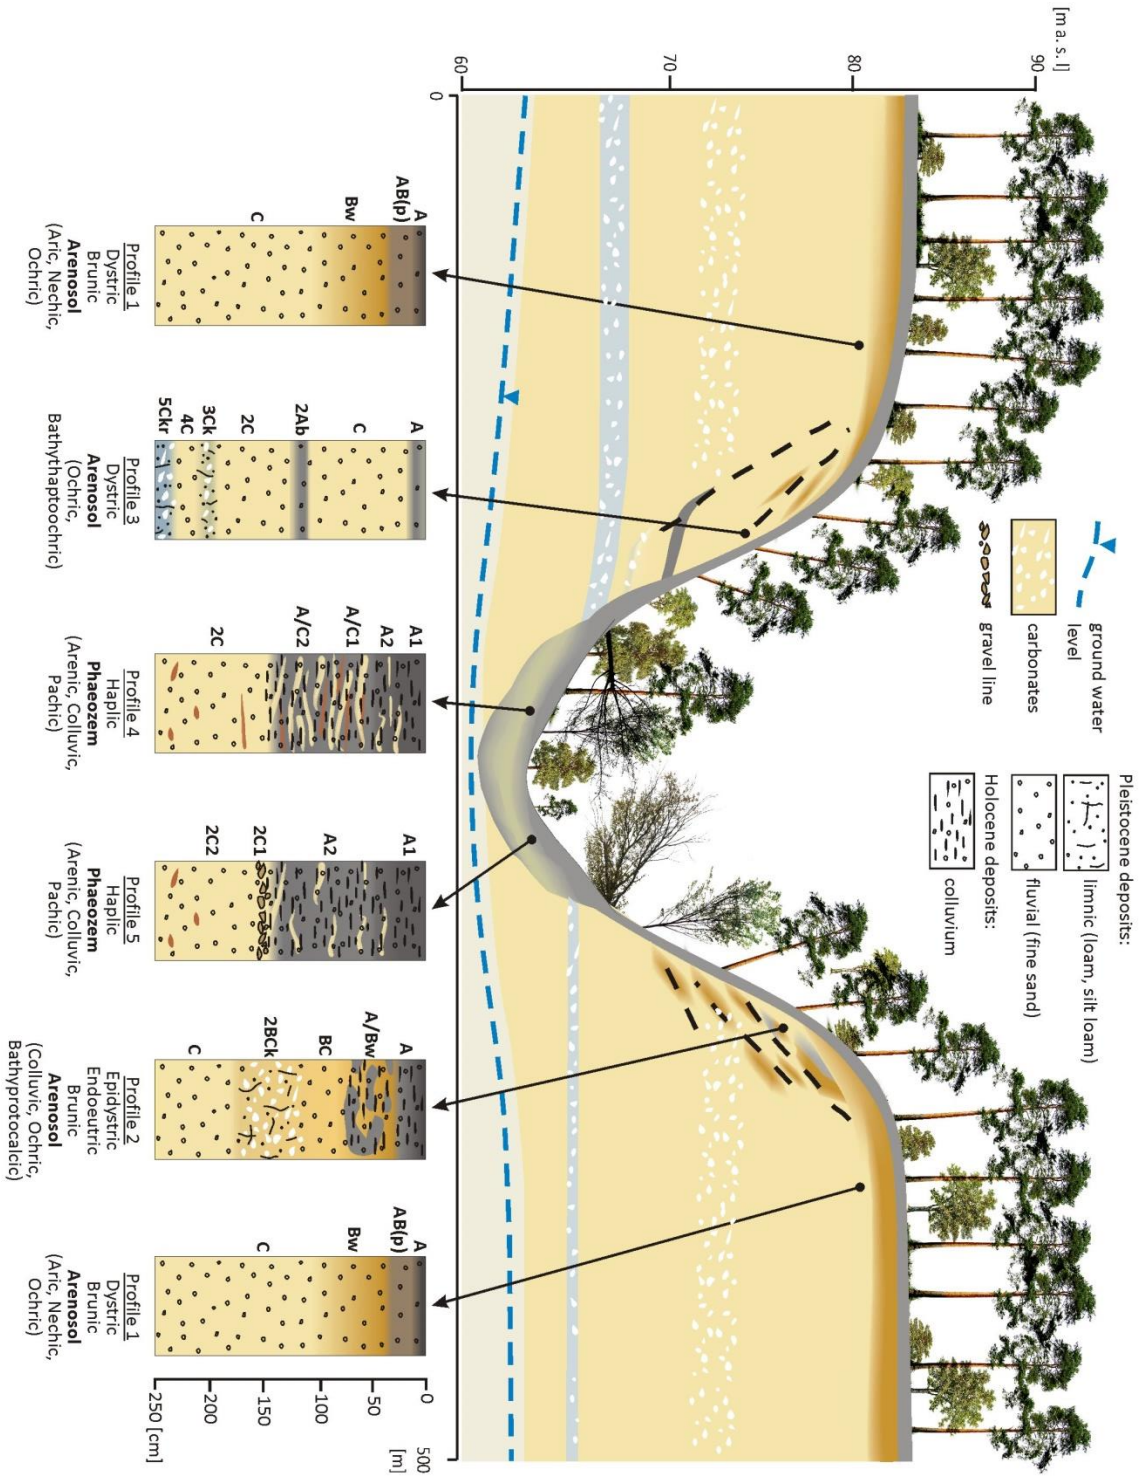 [m a. s. l]
90
80
70
60
0
500
[m]
ground water
level
carbonates
gravel line
Pleistocene deposits:
limnic (loam, silt loam)
fluvial (fine sand)
Holocene deposits:
colluvium
A
AB(p)
Bw
C
Profile 1
Dystric
Brunic
Arenosol
(Aric, Nechic,
Ochric)
A
C
2Ab
2C
3Ck
4C
5Ckr
Profile 3
Dystric
Arenosol
(Ochric,
Bathythaptoochric)
A1
A2
A/C1
A/C2
2C
Profile 4
Haplic
Phaeozem
(Arenic, Colluvic,
Pachic)
A1
A2
2C1
2C2
Profile 5
Haplic
Phaeozem
(Arenic, Colluvic,
Pachic)
A
A/Bw
BC
2BCk
C
Profile 2
Epidystric
Endoeutric
Brunic
Arenosol
(Colluvic, Ochric,
Bathyprotocalcic)
A
AB(p)
Bw
C
Profile 1
Dystric
Brunic
Arenosol
(Aric, Nechic,
Ochric)
0
50
100
150
200
250 [cm]